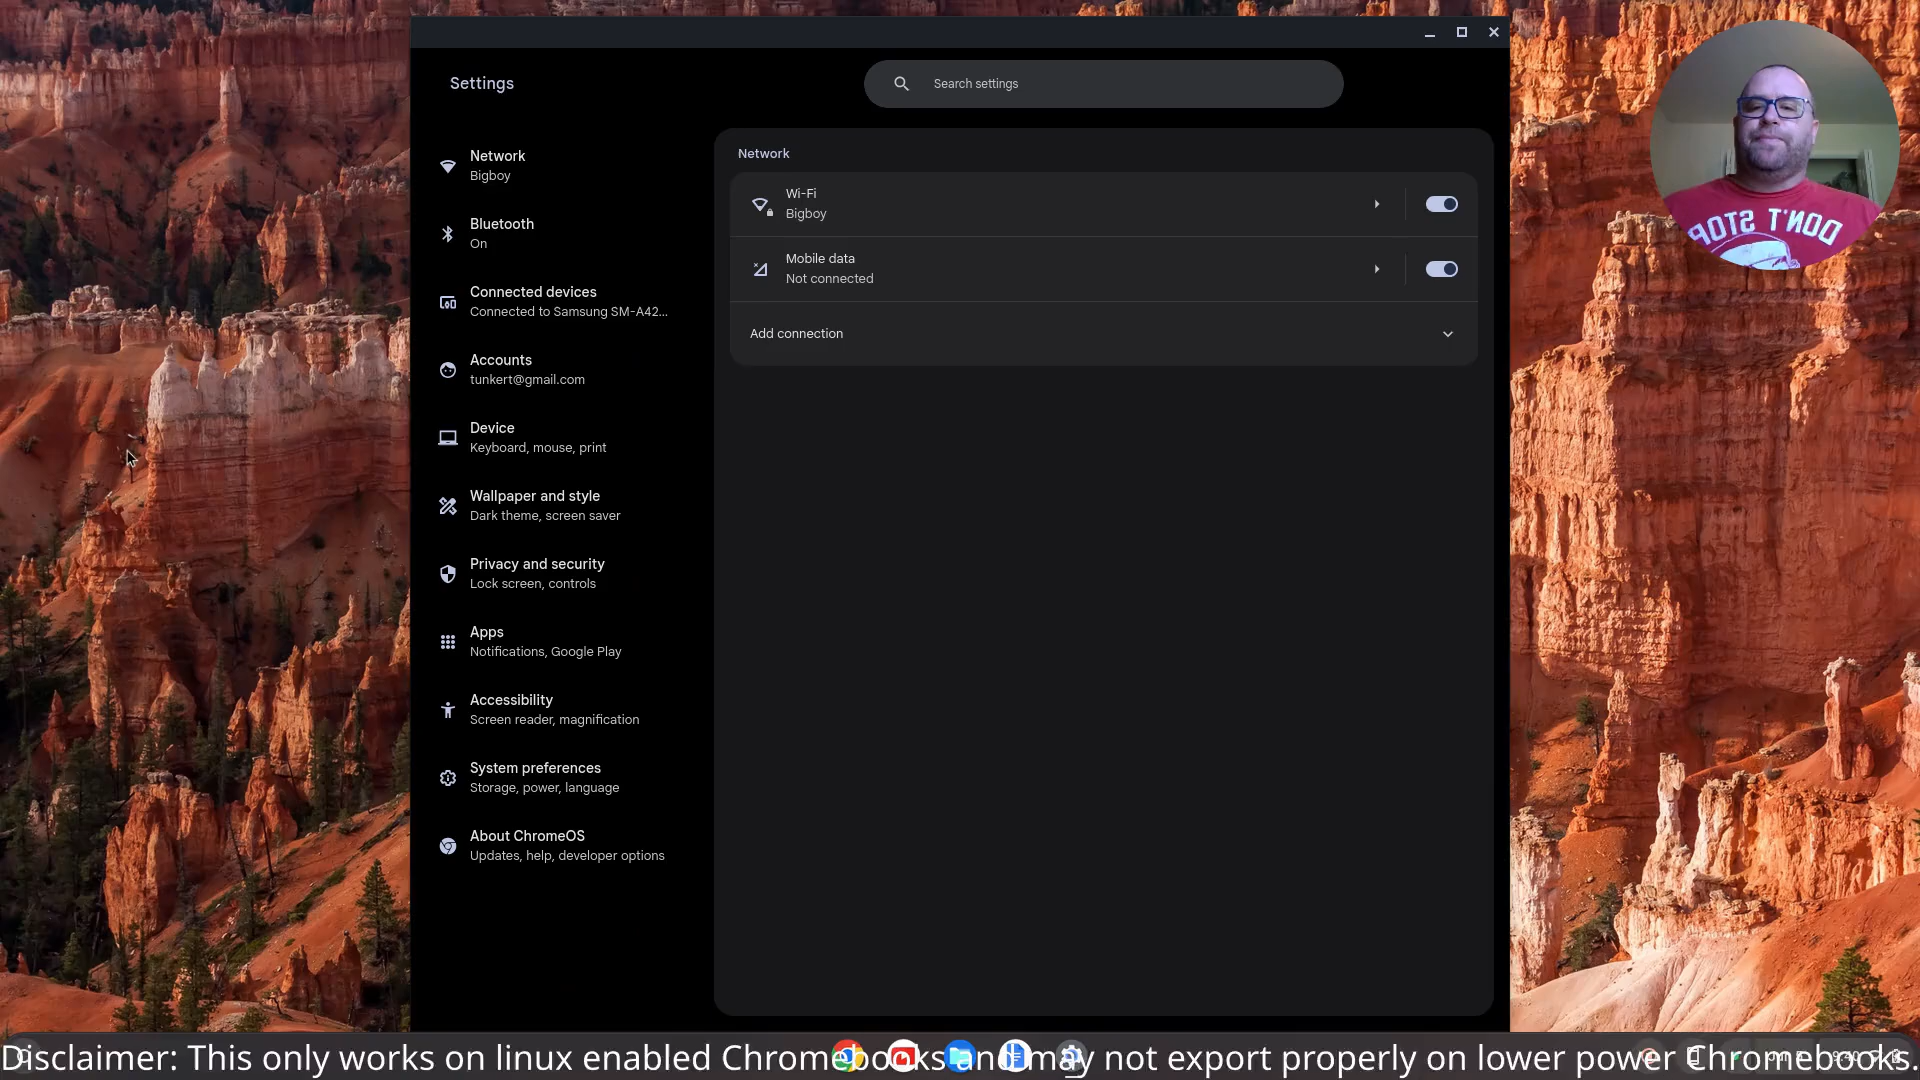 Settings
Search settings
Network
Bigboy
Bluetooth
On
Connected devices
Connected to Samsung SM-A42...
Accounts
tunkert@gmail.com
Device
Keyboard, mouse, print
Wallpaper and style
Dark theme, screen saver
Privacy and security
Lock screen, controls
Apps
Notifications, Google Play
Accessibility
Screen reader, magnification
System preferences
Storage, power, language
About ChromeOS
Updates, help, developer options
Network
Wi-Fi
Bigboy
Mobile data
Not connected
Add connection
DON'T STOP
Disclaimer: This only works on linux enabled Chromebooks and may not export properly on lower power Chromebooks.